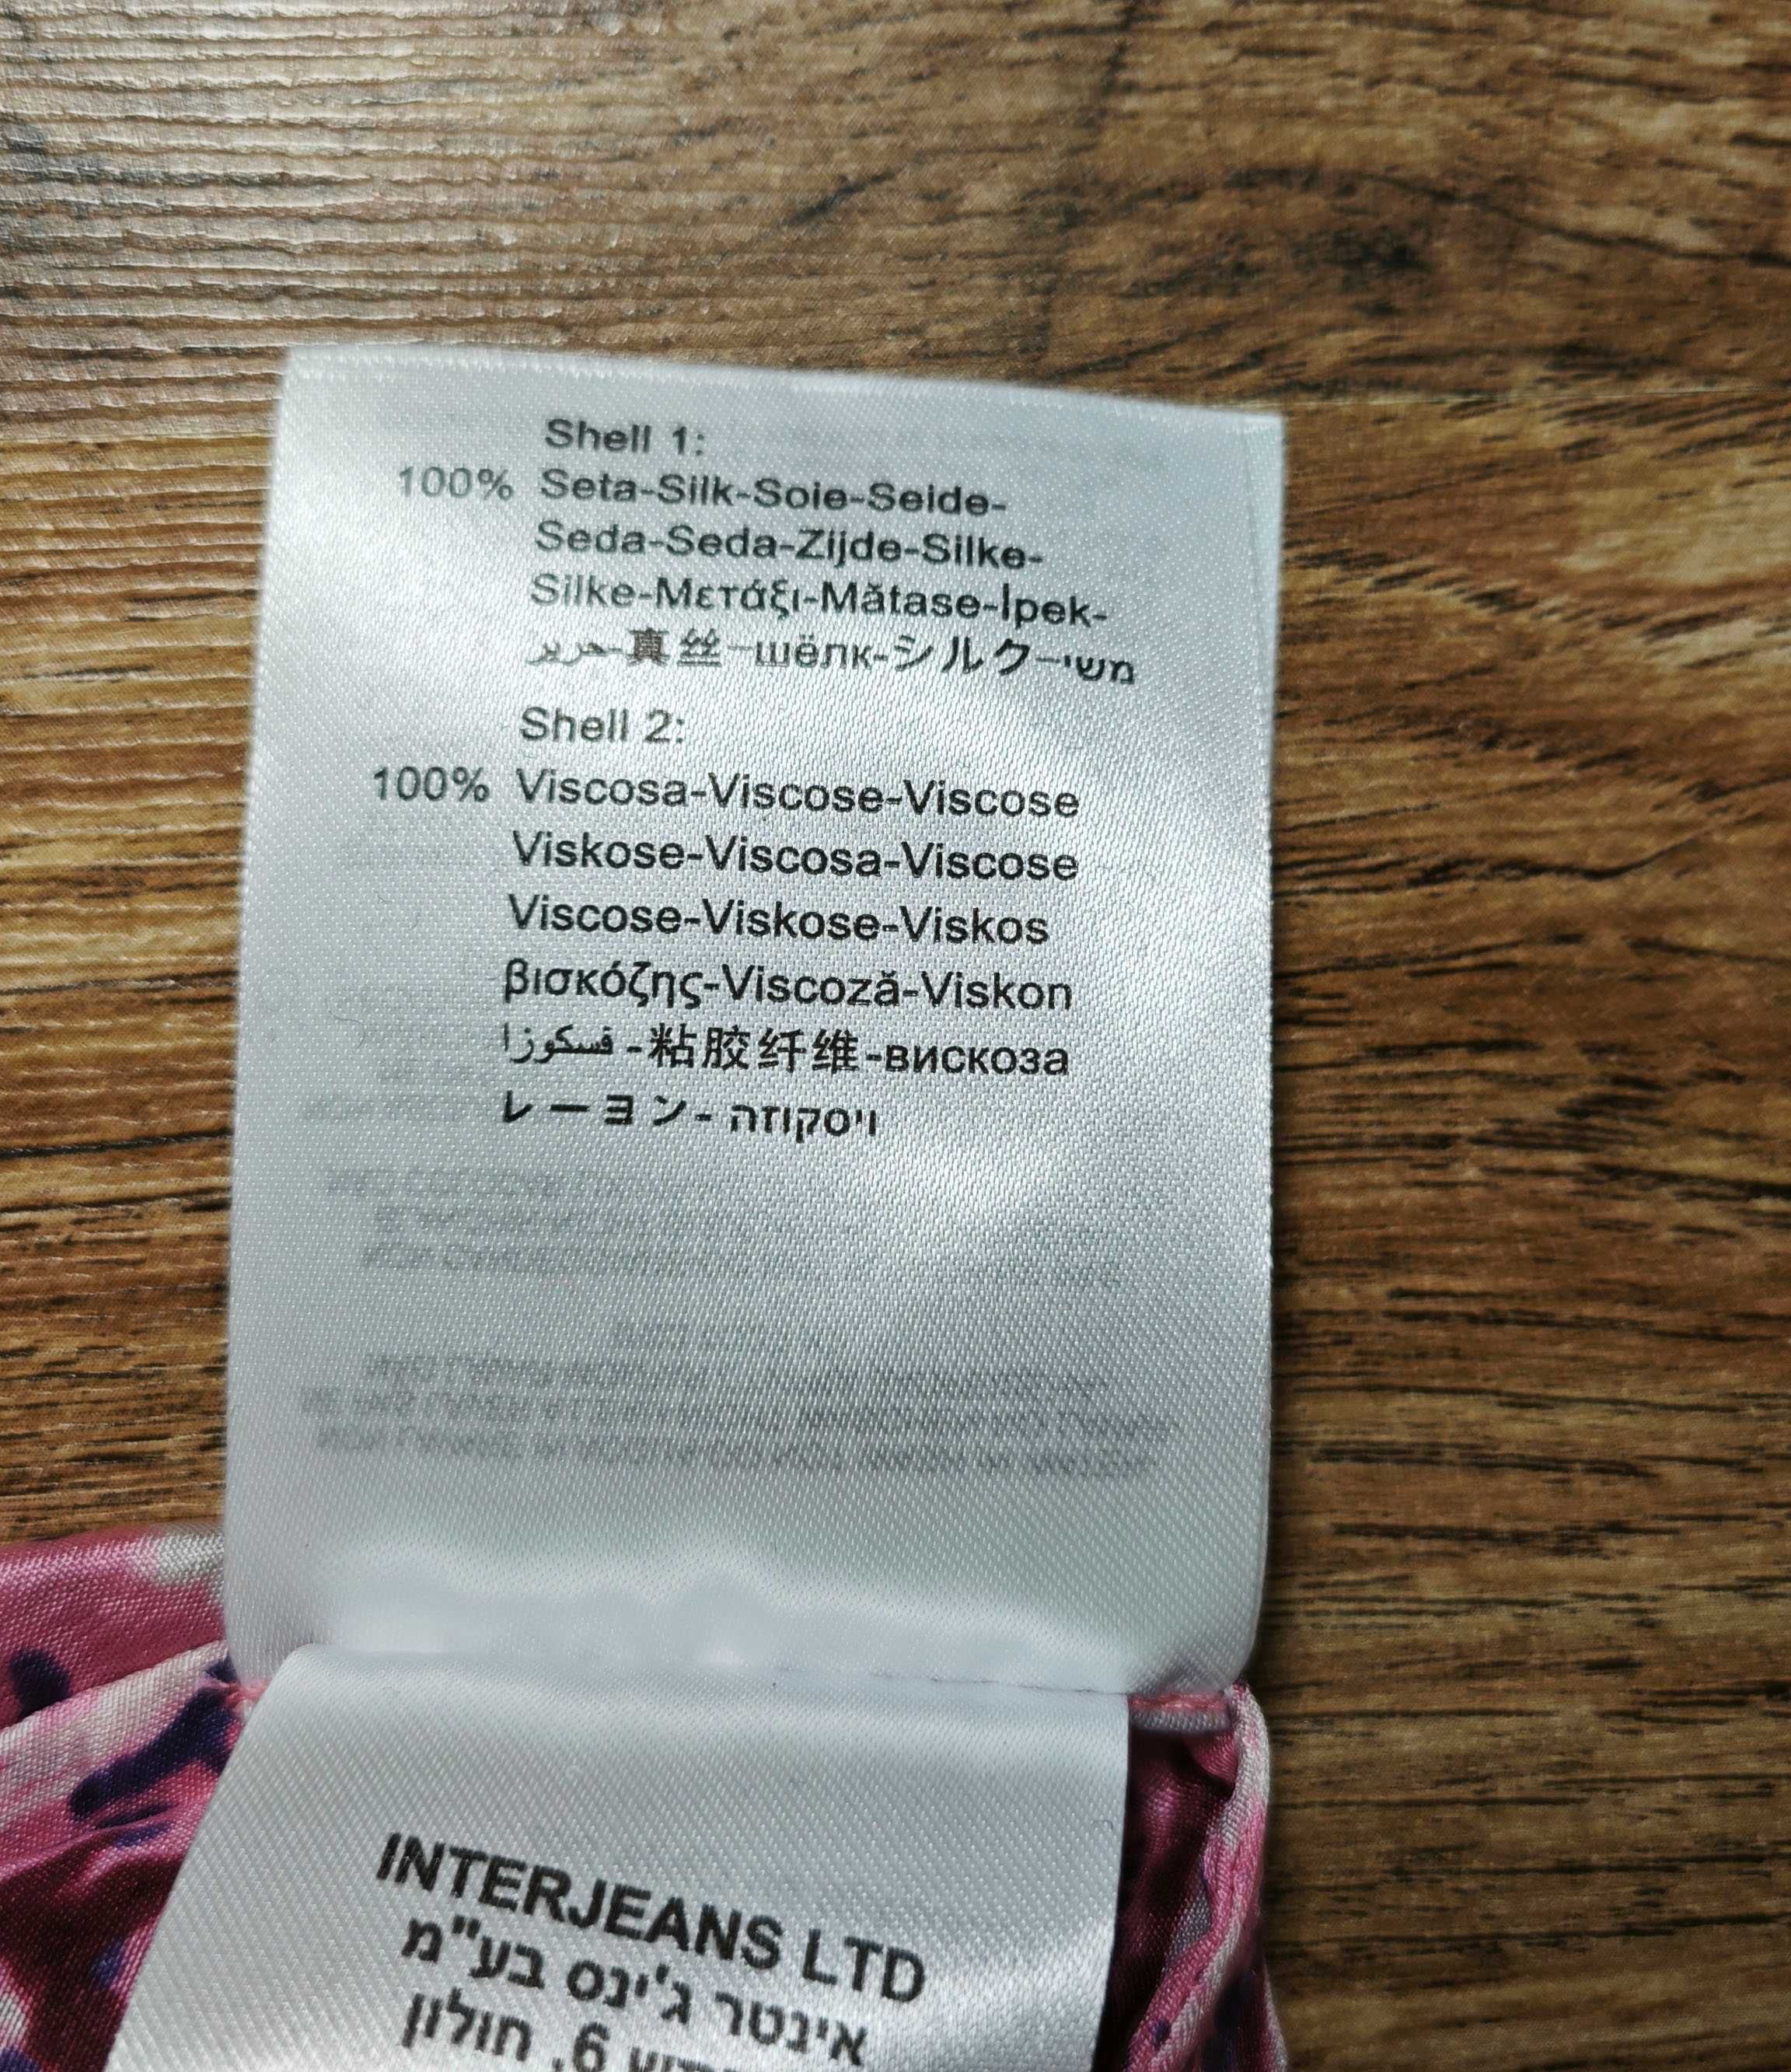 Shell 1:
100% Seta-Silk-Soie-Seide-
Seda-Seda-Zijde-Silke-
Silke-Μετάξι-Mătase-İpek-
حرير-真丝-шёлк-シルク-משי
Shell 2:
100% Viscosa-Viscose-Viscose
Viskose-Viscosa-Viscose
Viscose-Viskose-Viskos
βισκόζης-Viscoză-Viskon
فسكوزا-粘胶纤维-вискоза
レーヨン-ויסקוזה
INTERJEANS LTD
אינטר ג'ינס בע"מ
6, חולון